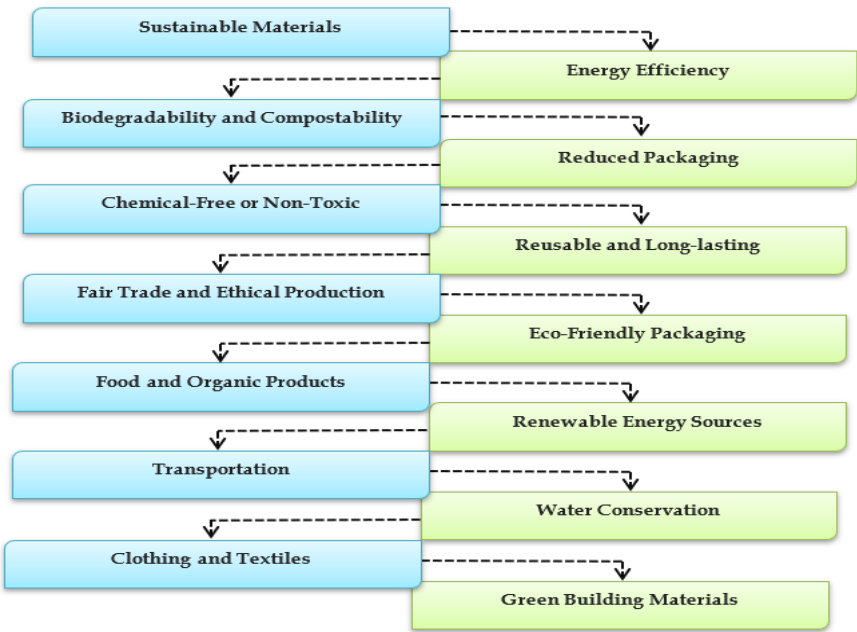 Sustainable Materials
Energy Efficiency
Biodegradability and Compostability
Reduced Packaging
Chemical-Free or Non-Toxic
Reusable and Long-lasting
Fair Trade and Ethical Production
Eco-Friendly Packaging
Food and Organic Products
Renewable Energy Sources
Transportation
Water Conservation
Clothing and Textiles
Green Building Materials